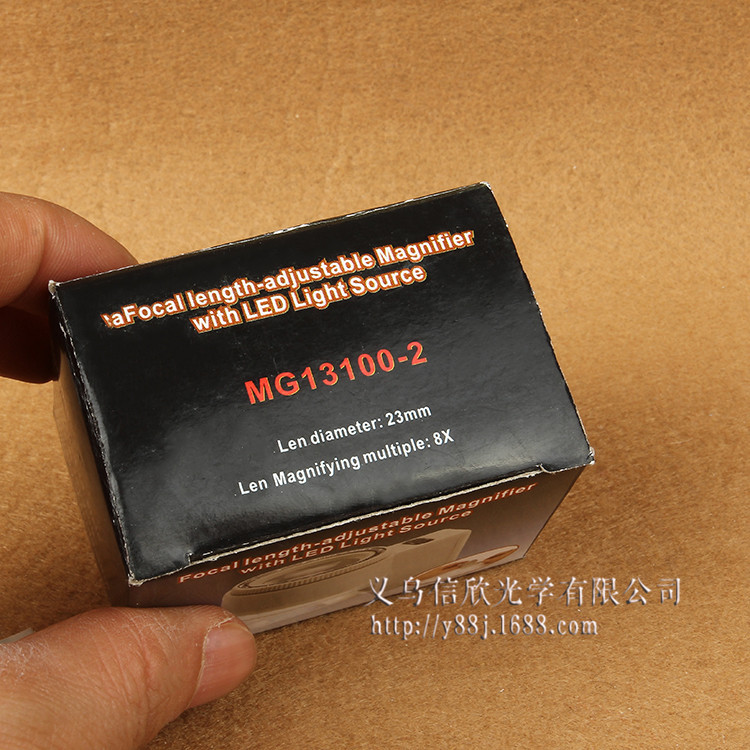 aFocal length-adjustable Magnifier
with LED Light Source
MG13100-2
Len diameter: 23mm
Len Magnifying multiple: 8X
Focal length-adjustable Magnifier
with LED Light Source
义乌信欣光学有限公司
http://y88j.1688.com